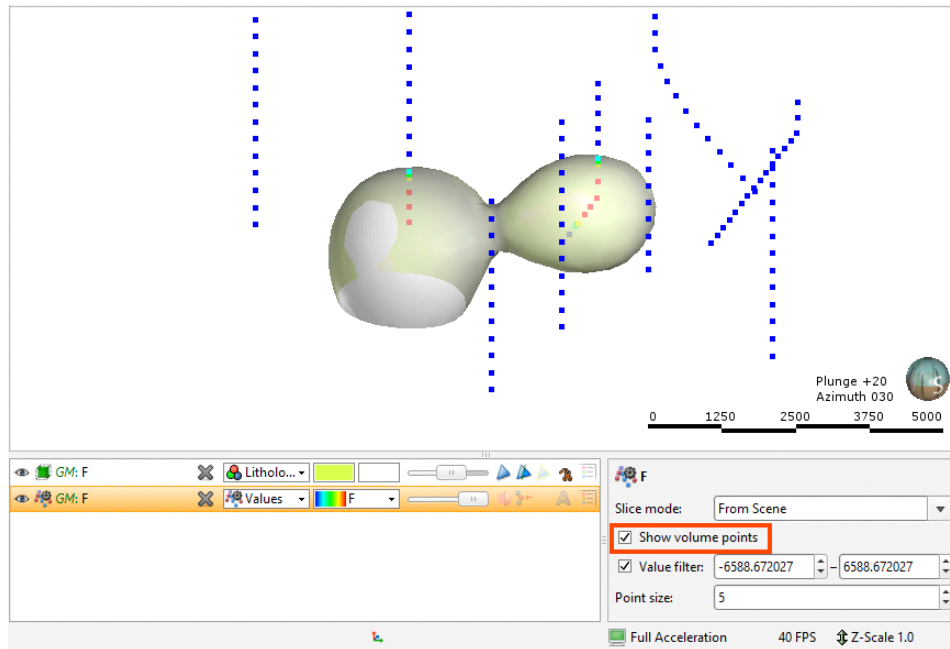 Plunge +20
Azimuth 030
0 1250 2500 3750 5000
S
GM: F
Litholo...
GM: F
Values
F
F
Slice mode: From Scene
Show volume points
Value filter: -6588.672027 – 6588.672027
Point size: 5
Full Acceleration 40 FPS Z-Scale 1.0